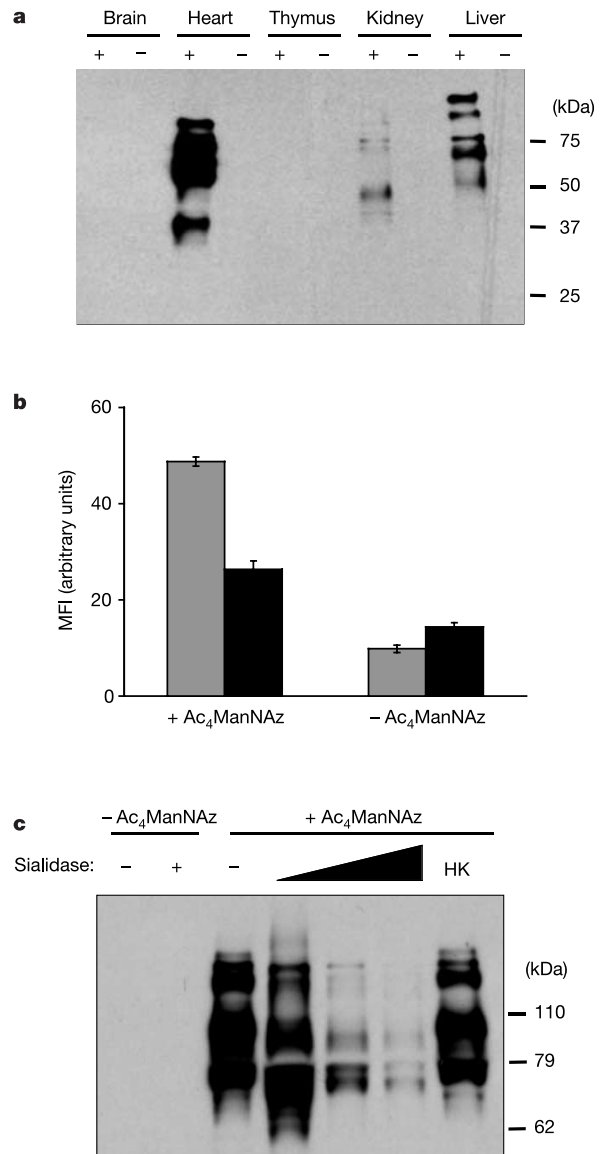 a
Brain Heart Thymus Kidney Liver
+ – + – + – + – + –
(kDa)
75
50
37
25
b
60
40
20
0
MFI (arbitrary units)
+ Ac₄ManNAz – Ac₄ManNAz
c
– Ac₄ManNAz + Ac₄ManNAz
Sialidase: – + – HK
(kDa)
110
79
62